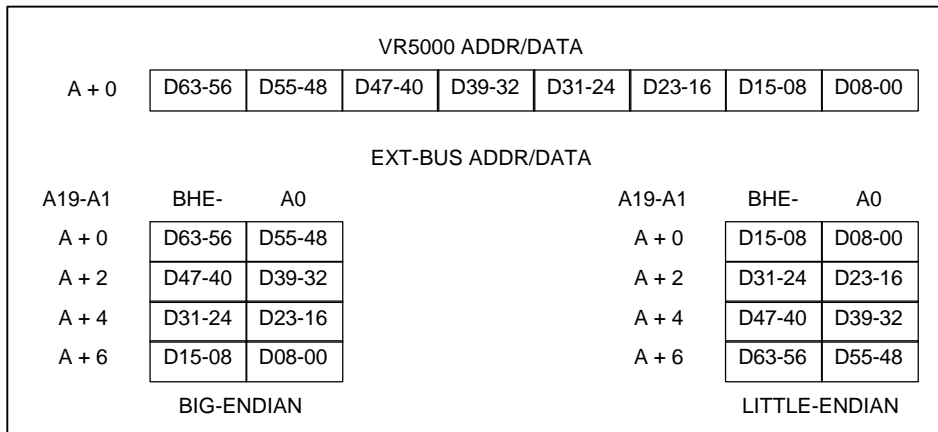 VR5000 ADDR/DATA
A + 0 D63-56 D55-48 D47-40 D39-32 D31-24 D23-16 D15-08 D08-00
EXT-BUS ADDR/DATA
A19-A1 BHE- A0 A19-A1 BHE- A0
A + 0 D63-56 D55-48 A + 0 D15-08 D08-00
A + 2 D47-40 D39-32 A + 2 D31-24 D23-16
A + 4 D31-24 D23-16 A + 4 D47-40 D39-32
A + 6 D15-08 D08-00 A + 6 D63-56 D55-48
BIG-ENDIAN LITTLE-ENDIAN